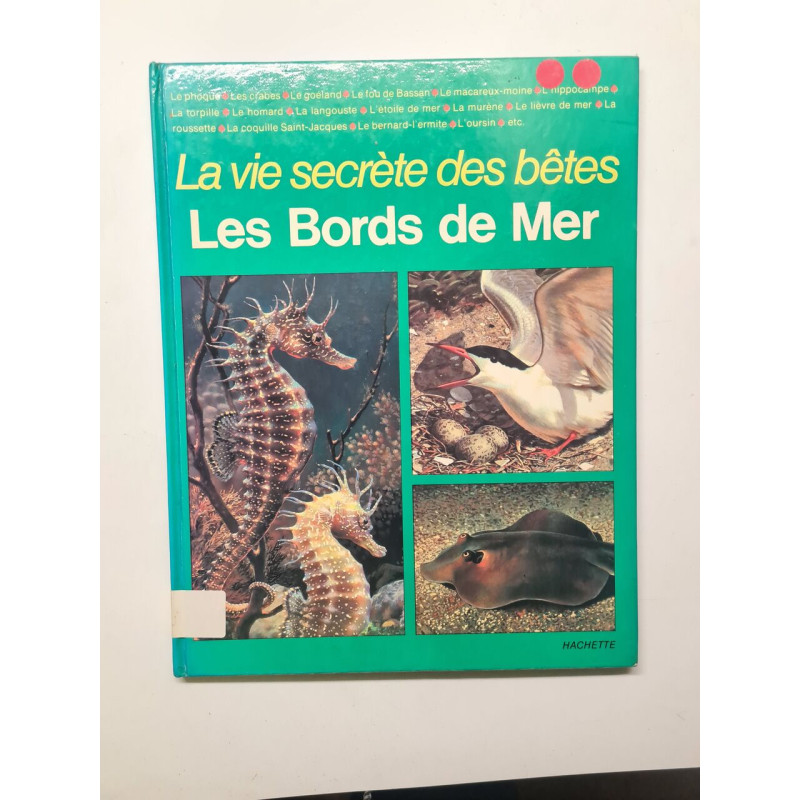 Le phoque ♦ Les crabes ♦ Le goéland ♦ Le fou de Bassan ♦ Le macareux-moine ♦ L'hippocampe ♦
La torpille ♦ Le homard ♦ La langouste ♦ L'étoile de mer ♦ La murène ♦ Le lièvre de mer ♦ La
roussette ♦ La coquille Saint-Jacques ♦ Le bernard-l'ermite ♦ L'oursin ♦ etc.
La vie secrète des bêtes
Les Bords de Mer
HACHETTE